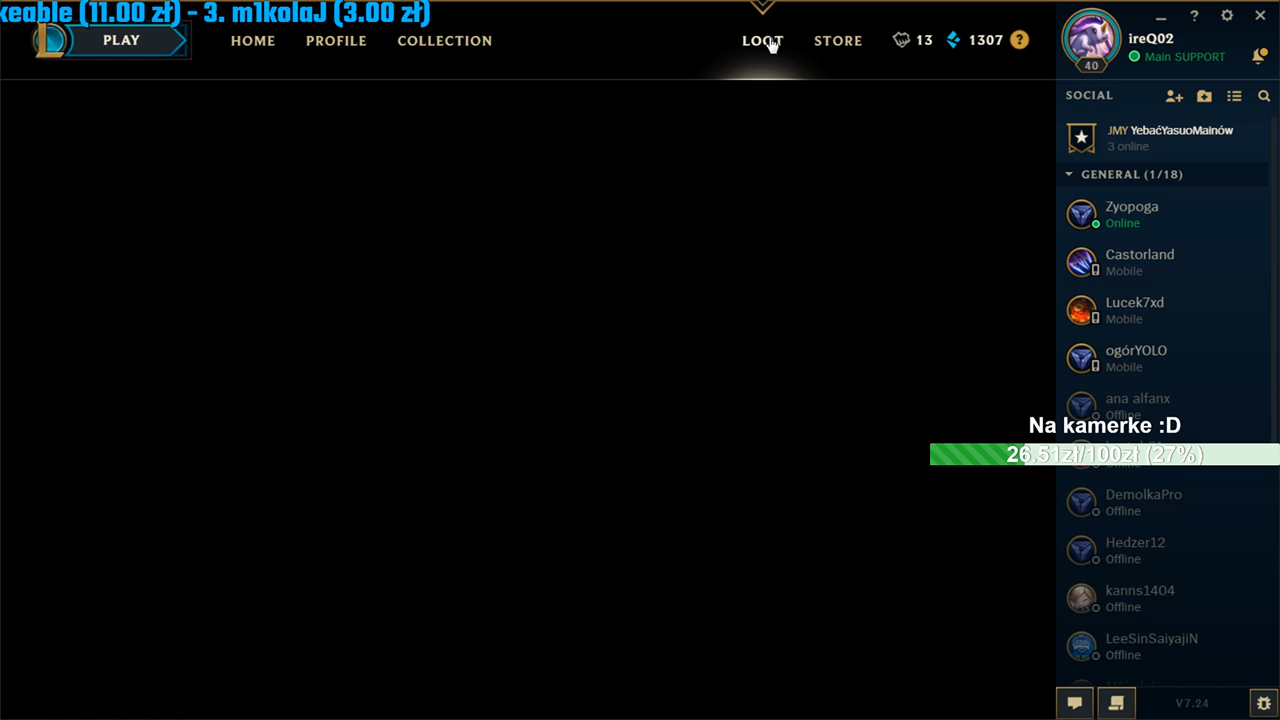 keable (11.00 zł) - 3. m1kolaJ (3.00 zł)
PLAY
HOME
PROFILE
COLLECTION
LOOT
STORE
13
1307
?
?
ireQ02
40
Main SUPPORT
SOCIAL
JMY YebaćYasuoMainów
3 online
GENERAL (1/18)
Zyopoga
Online
Castorland
Mobile
Lucek7xd
Mobile
ogórYOLO
Mobile
ana alfanx
Offline
Na kamerke :D
26.51zł/100zł (27%)
DemolkaPro
Offline
Hedzer12
Offline
kanns1404
Offline
LeeSinSaiyajiN
Offline
V7.24